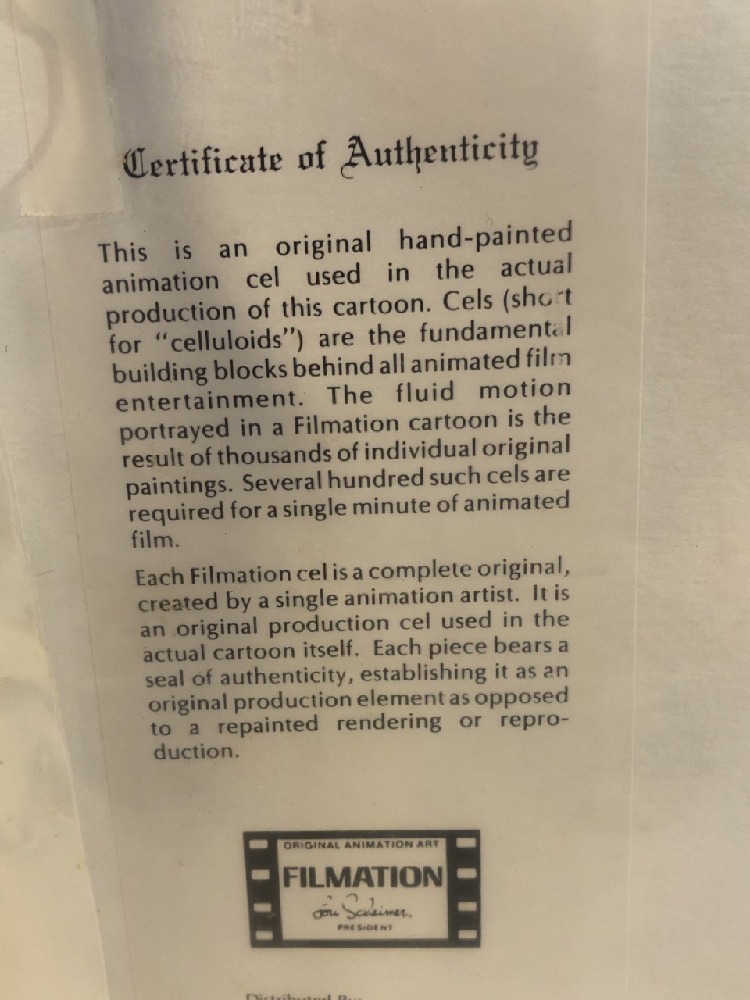 Certificate of Authenticity
This is an original hand-painted
animation cel used in the actual
production of this cartoon. Cels (short
for “celluloids”) are the fundamental
building blocks behind all animated film
entertainment. The fluid motion
portrayed in a Filmation cartoon is the
result of thousands of individual original
paintings. Several hundred such cels are
required for a single minute of animated
film.
Each Filmation cel is a complete original,
created by a single animation artist. It is
an original production cel used in the
actual cartoon itself. Each piece bears a
seal of authenticity, establishing it as an
original production element as opposed
to a repainted rendering or repro-
duction.
ORIGINAL ANIMATION ART
FILMATION
Lou Scheimer
PRESIDENT
Distributed By: